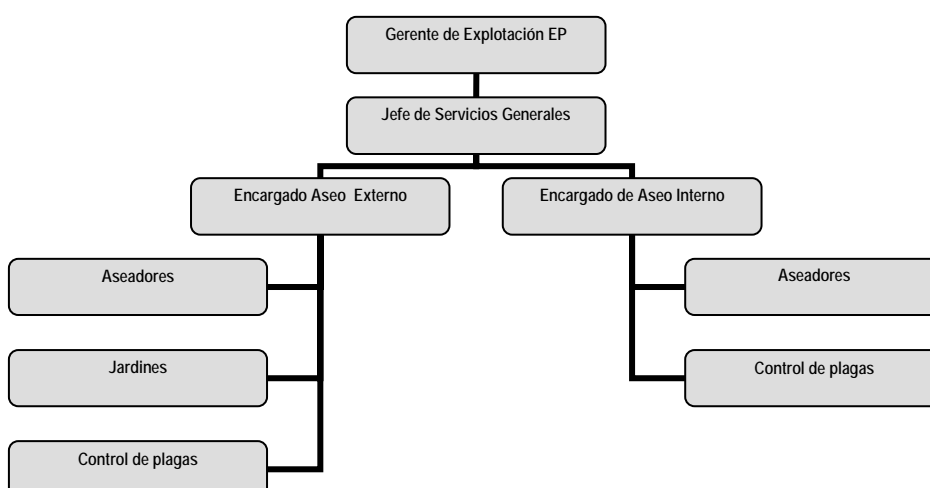 Gerente de Explotación EP
Jefe de Servicios Generales
Encargado Aseo Externo
Encargado de Aseo Interno
Aseadores
Aseadores
Jardines
Control de plagas
Control de plagas